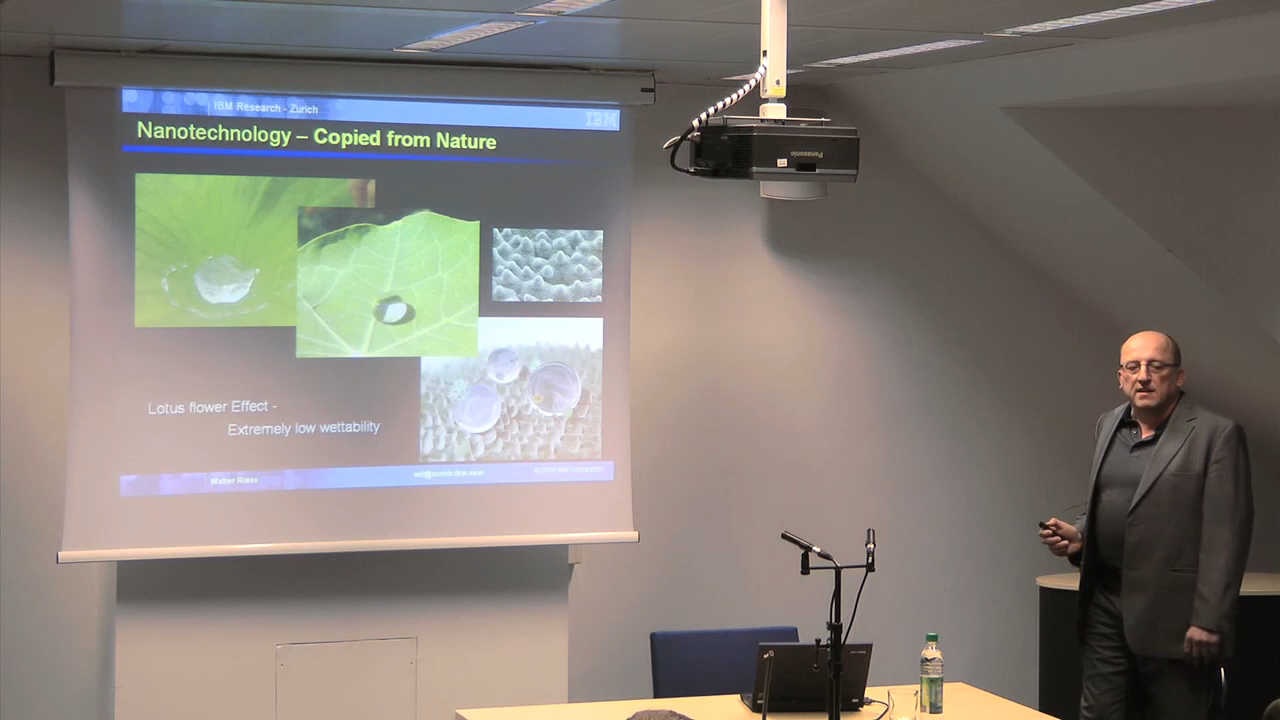 IBM Research - Zurich
IBM
Nanotechnology – Copied from Nature
Lotus flower Effect -
Extremely low wettability
Walter Riess
Panasonic